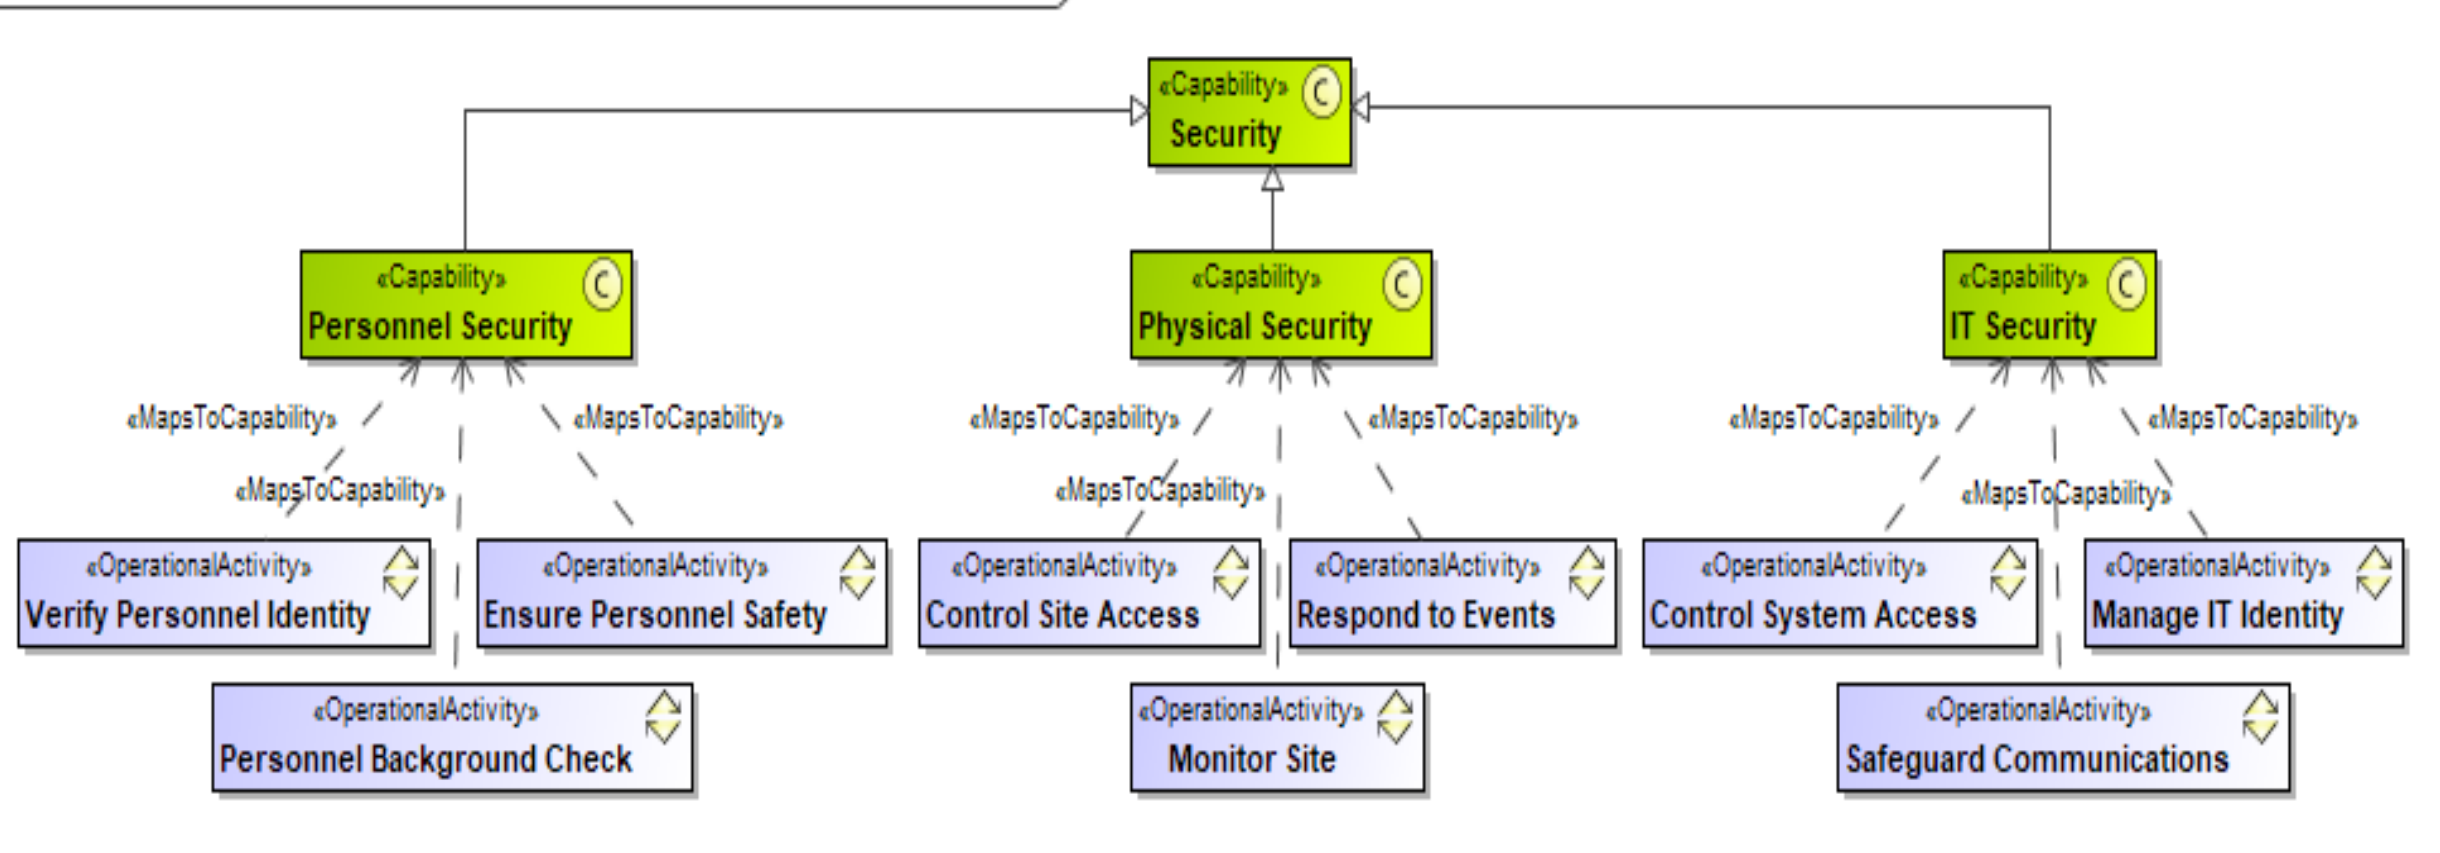 «Capability»
C
Security
«Capability»
C
Personnel Security
«Capability»
C
Physical Security
«Capability»
C
IT Security
«MapsToCapability»
«MapsToCapability»
«MapsToCapability»
«MapsToCapability»
«MapsToCapability»
«MapsToCapability»
«MapsToCapability»
«MapsToCapability»
«MapsToCapability»
«OperationalActivity»
Verify Personnel Identity
«OperationalActivity»
Ensure Personnel Safety
«OperationalActivity»
Control Site Access
«OperationalActivity»
Respond to Events
«OperationalActivity»
Control System Access
«OperationalActivity»
Manage IT Identity
«OperationalActivity»
Personnel Background Check
«OperationalActivity»
Monitor Site
«OperationalActivity»
Safeguard Communications